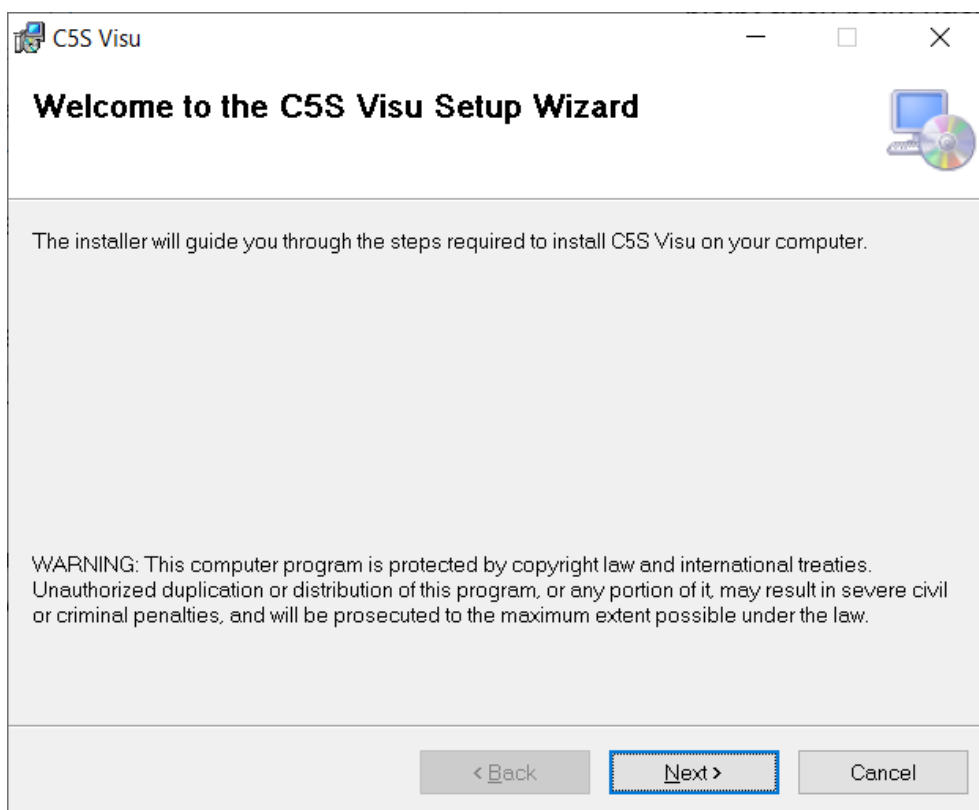 C5S Visu
Welcome to the C5S Visu Setup Wizard
The installer will guide you through the steps required to install C5S Visu on your computer.
WARNING: This computer program is protected by copyright law and international treaties.
Unauthorized duplication or distribution of this program, or any portion of it, may result in severe civil
or criminal penalties, and will be prosecuted to the maximum extent possible under the law.
< Back Next > Cancel